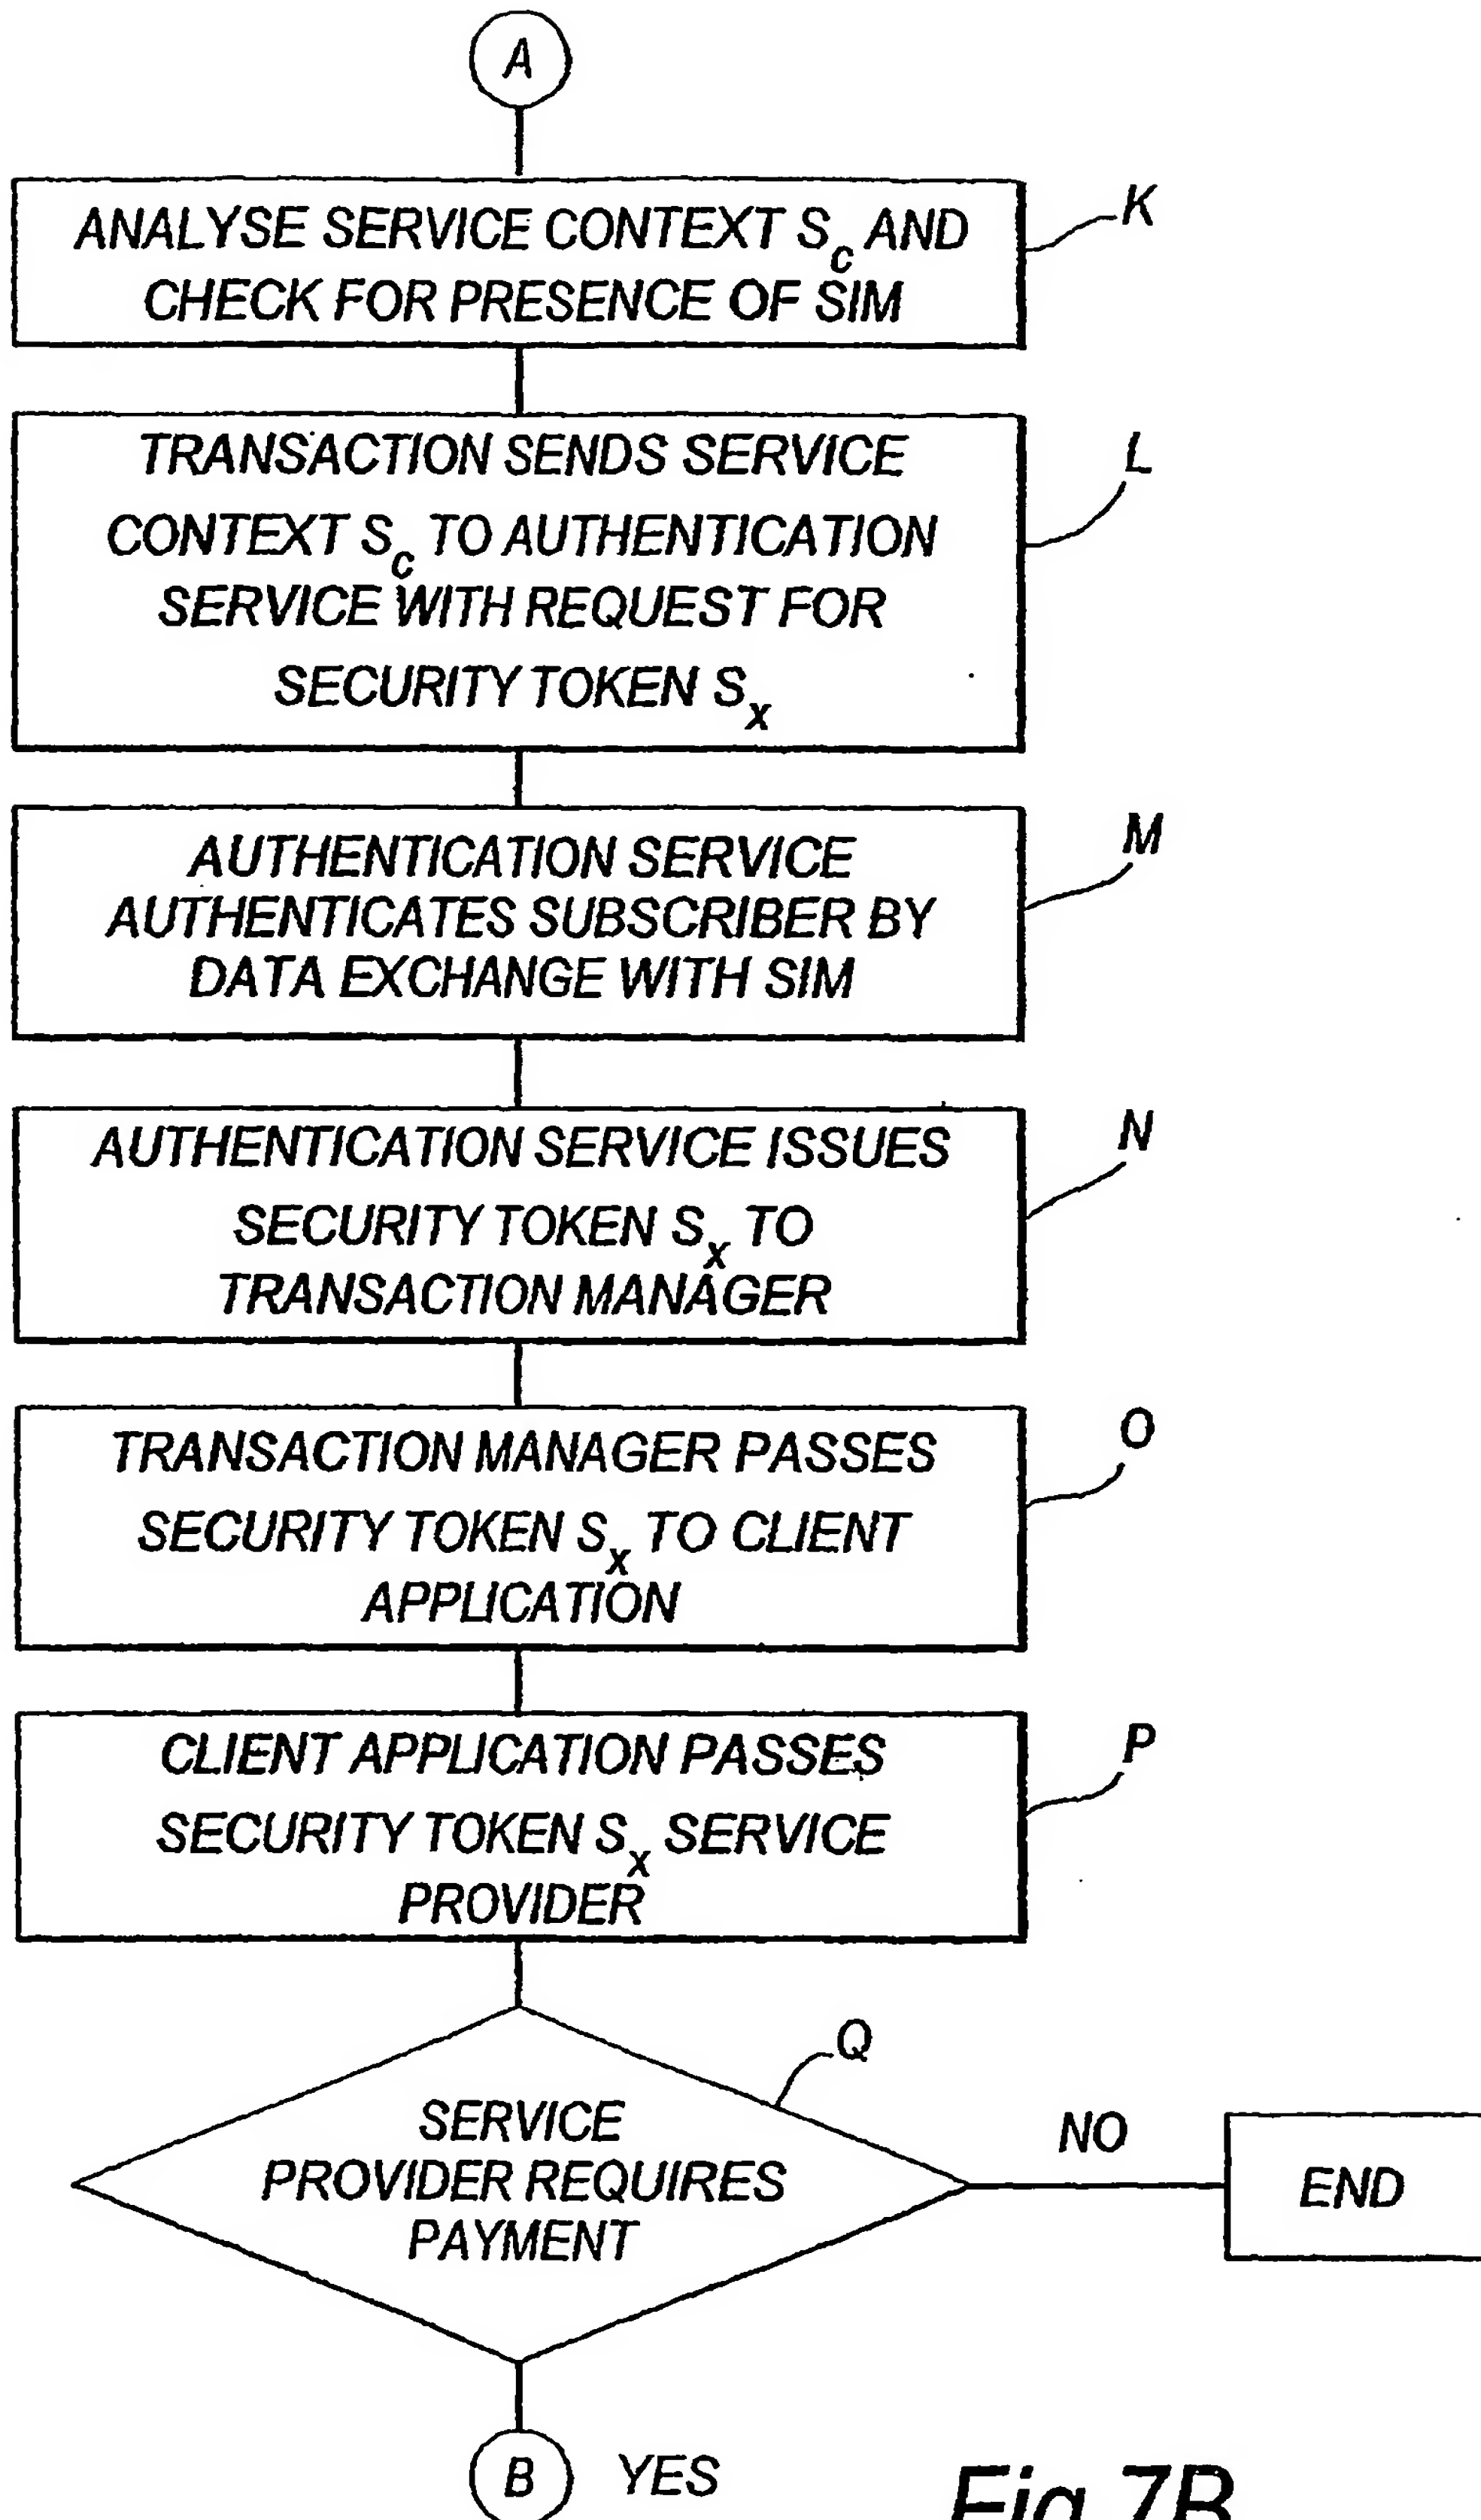 A
ANALYSE SERVICE CONTEXT Sc AND
CHECK FOR PRESENCE OF SIM
K
TRANSACTION SENDS SERVICE
CONTEXT Sc TO AUTHENTICATION
SERVICE WITH REQUEST FOR
SECURITY TOKEN Sx
L
AUTHENTICATION SERVICE
AUTHENTICATES SUBSCRIBER BY
DATA EXCHANGE WITH SIM
M
AUTHENTICATION SERVICE ISSUES
SECURITY TOKEN Sx TO
TRANSACTION MANAGER
N
TRANSACTION MANAGER PASSES
SECURITY TOKEN Sx TO CLIENT
APPLICATION
O
CLIENT APPLICATION PASSES
SECURITY TOKEN Sx SERVICE
PROVIDER
P
Q
SERVICE
PROVIDER REQUIRES
PAYMENT
NO
END
B YES
Fig 7B